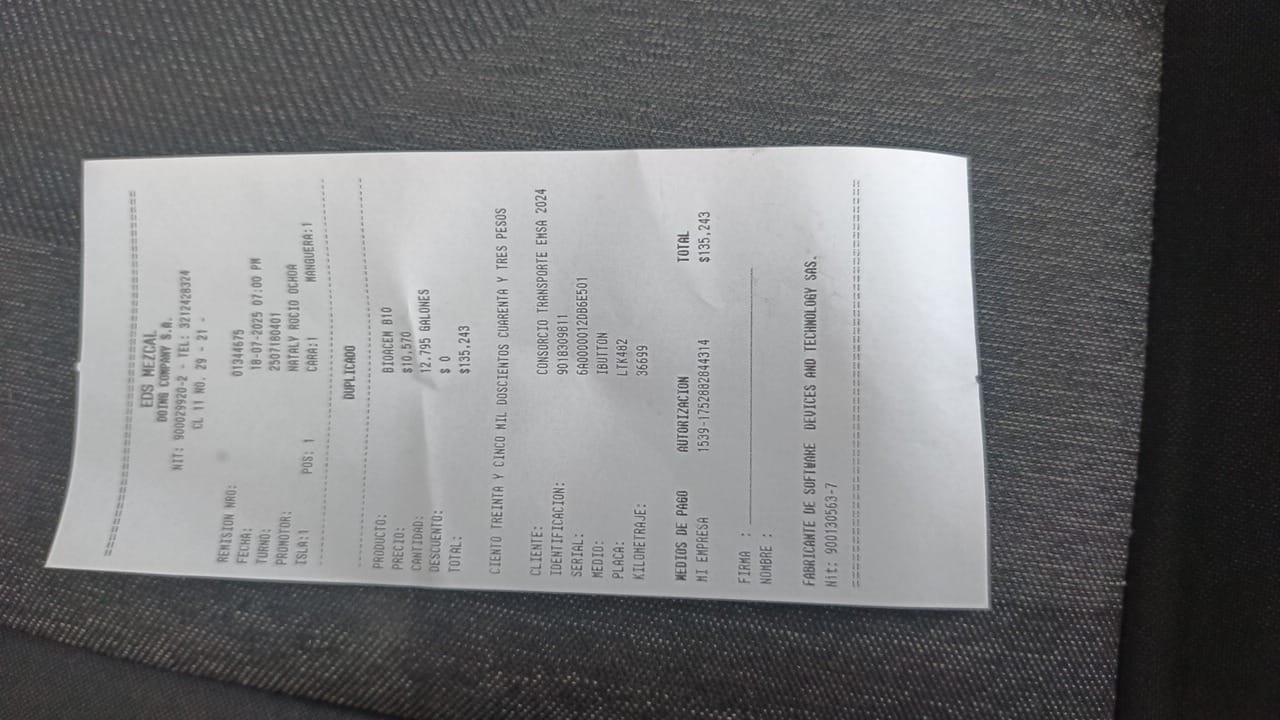 ================================================
EDS MEZCAL
DOING COMPANY S.A.
NIT: 900029920-2 - TEL: 3212428324
CL 11 NO. 29 - 21 -
REMISION NRO: 01344675
FECHA: 18-07-2025 07:00 PM
TURNO: 2507180401
PROMOTOR: NATALY ROCIO OCHOA
ISLA:1 POS: 1 CARA:1 MANGUERA:1
------------------------------------------------
DUPLICADO
------------------------------------------------
PRODUCTO: BIOACEM B10
PRECIO: $10.570
CANTIDAD: 12.795 GALONES
DESCUENTO: $ 0
TOTAL: $135.243
CIENTO TREINTA Y CINCO MIL DOSCIENTOS CUARENTA Y TRES PESOS
CLIENTE: CONSORCIO TRANSPORTE EMSA 2024
IDENTIFICACION: 9018309811
SERIAL: GA0000012DB6E501
MEDIO: IBUTTON
PLACA: LTK482
KILOMETRAJE: 36699
MEDIOS DE PAGO AUTORIZACION TOTAL
MI EMPRESA 1539-1752882844314 $135.243
FIRMA : ________________________________
NOMBRE :
FABRICANTE DE SOFTWARE DEVICES AND TECHNOLOGY SAS.
Nit: 900130563-7
================================================